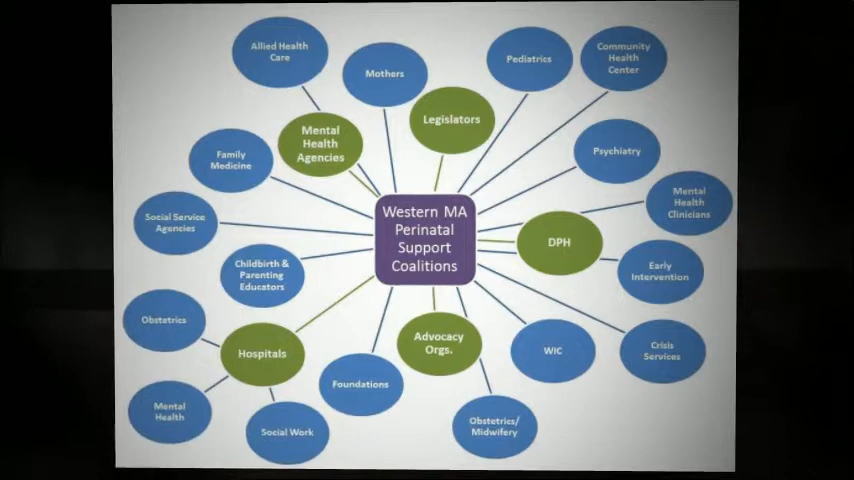 Allied Health
Care
Mothers
Pediatrics
Community
Health
Center
Legislators
Mental
Health
Agencies
Family
Medicine
Psychiatry
Mental
Health
Clinicians
Social Service
Agencies
Western MA
Perinatal
Support
Coalitions
DPH
Childbirth &
Parenting
Educators
Early
Intervention
Obstetrics
Hospitals
Advocacy
Orgs.
WIC
Crisis
Services
Foundations
Mental
Health
Social Work
Obstetrics/
Midwifery